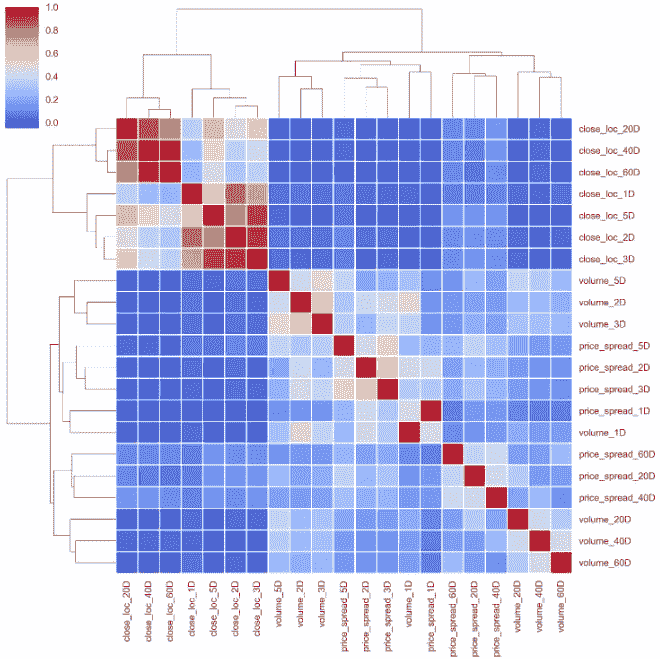 1.0
0.8
0.6
0.4
0.2
0.0
close_loc_20D
close_loc_40D
close_loc_60D
close_loc_1D
close_loc_5D
close_loc_2D
close_loc_3D
volume_5D
volume_2D
volume_3D
price_spread_5D
price_spread_2D
price_spread_3D
price_spread_1D
volume_1D
price_spread_60D
price_spread_20D
price_spread_40D
volume_20D
volume_40D
volume_60D
close_loc_20D
close_loc_40D
close_loc_60D
close_loc_1D
close_loc_5D
close_loc_2D
close_loc_3D
volume_5D
volume_2D
volume_3D
price_spread_5D
price_spread_2D
price_spread_3D
volume_1D
price_spread_1D
price_spread_60D
price_spread_20D
price_spread_40D
volume_20D
volume_40D
volume_60D